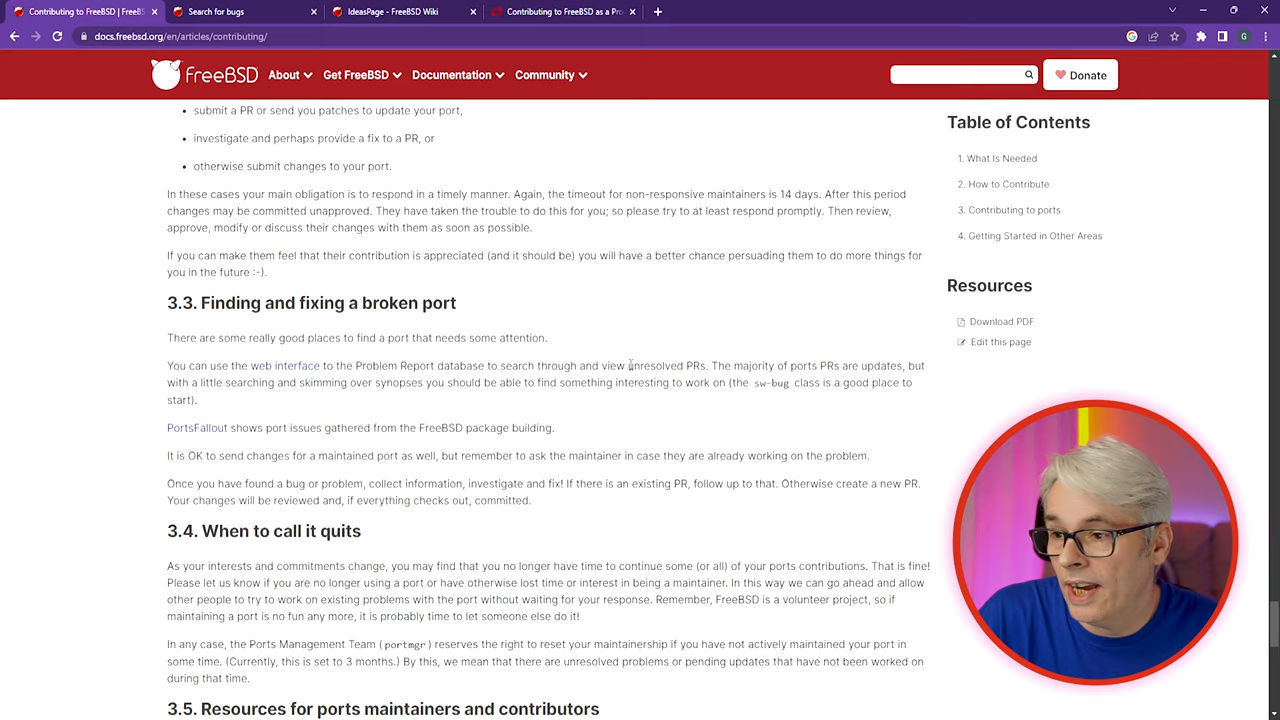 Contributing to FreeBSD | FreeBS
Search for bugs
IdeasPage - FreeBSD Wiki
Contributing to FreeBSD as a Pro
docs.freebsd.org/en/articles/contributing/
G
FreeBSD
About
Get FreeBSD
Documentation
Community
Donate
submit a PR or send you patches to update your port,
investigate and perhaps provide a fix to a PR, or
otherwise submit changes to your port.
In these cases your main obligation is to respond in a timely manner. Again, the timeout for non-responsive maintainers is 14 days. After this period
changes may be committed unapproved. They have taken the trouble to do this for you; so please try to at least respond promptly. Then review,
approve, modify or discuss their changes with them as soon as possible.
If you can make them feel that their contribution is appreciated (and it should be) you will have a better chance persuading them to do more things for
you in the future :-).
3.3. Finding and fixing a broken port
There are some really good places to find a port that needs some attention.
You can use the web interface to the Problem Report database to search through and view unresolved PRs. The majority of ports PRs are updates, but
with a little searching and skimming over synopses you should be able to find something interesting to work on (the sw-bug class is a good place to
start).
PortsFallout shows port issues gathered from the FreeBSD package building.
It is OK to send changes for a maintained port as well, but remember to ask the maintainer in case they are already working on the problem.
Once you have found a bug or problem, collect information, investigate and fix! If there is an existing PR, follow up to that. Otherwise create a new PR.
Your changes will be reviewed and, if everything checks out, committed.
3.4. When to call it quits
As your interests and commitments change, you may find that you no longer have time to continue some (or all) of your ports contributions. That is fine!
Please let us know if you are no longer using a port or have otherwise lost time or interest in being a maintainer. In this way we can go ahead and allow
other people to try to work on existing problems with the port without waiting for your response. Remember, FreeBSD is a volunteer project, so if
maintaining a port is no fun any more, it is probably time to let someone else do it!
In any case, the Ports Management Team (portmgr) reserves the right to reset your maintainership if you have not actively maintained your port in
some time. (Currently, this is set to 3 months.) By this, we mean that there are unresolved problems or pending updates that have not been worked on
during that time.
3.5. Resources for ports maintainers and contributors
Table of Contents
1. What Is Needed
2. How to Contribute
3. Contributing to ports
4. Getting Started in Other Areas
Resources
Download PDF
Edit this page